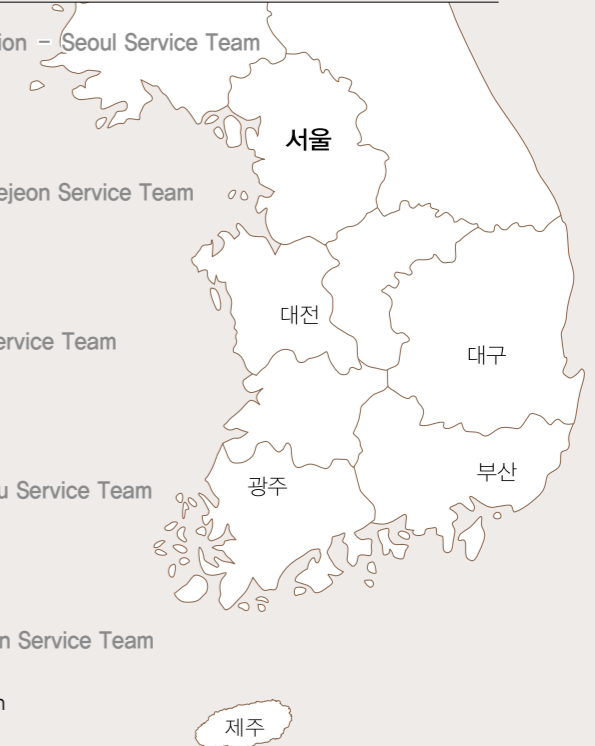 ion - Seoul Service Team
서울
ejeon Service Team
대전
ervice Team
대구
부산
광주
u Service Team
n Service Team
n
제주